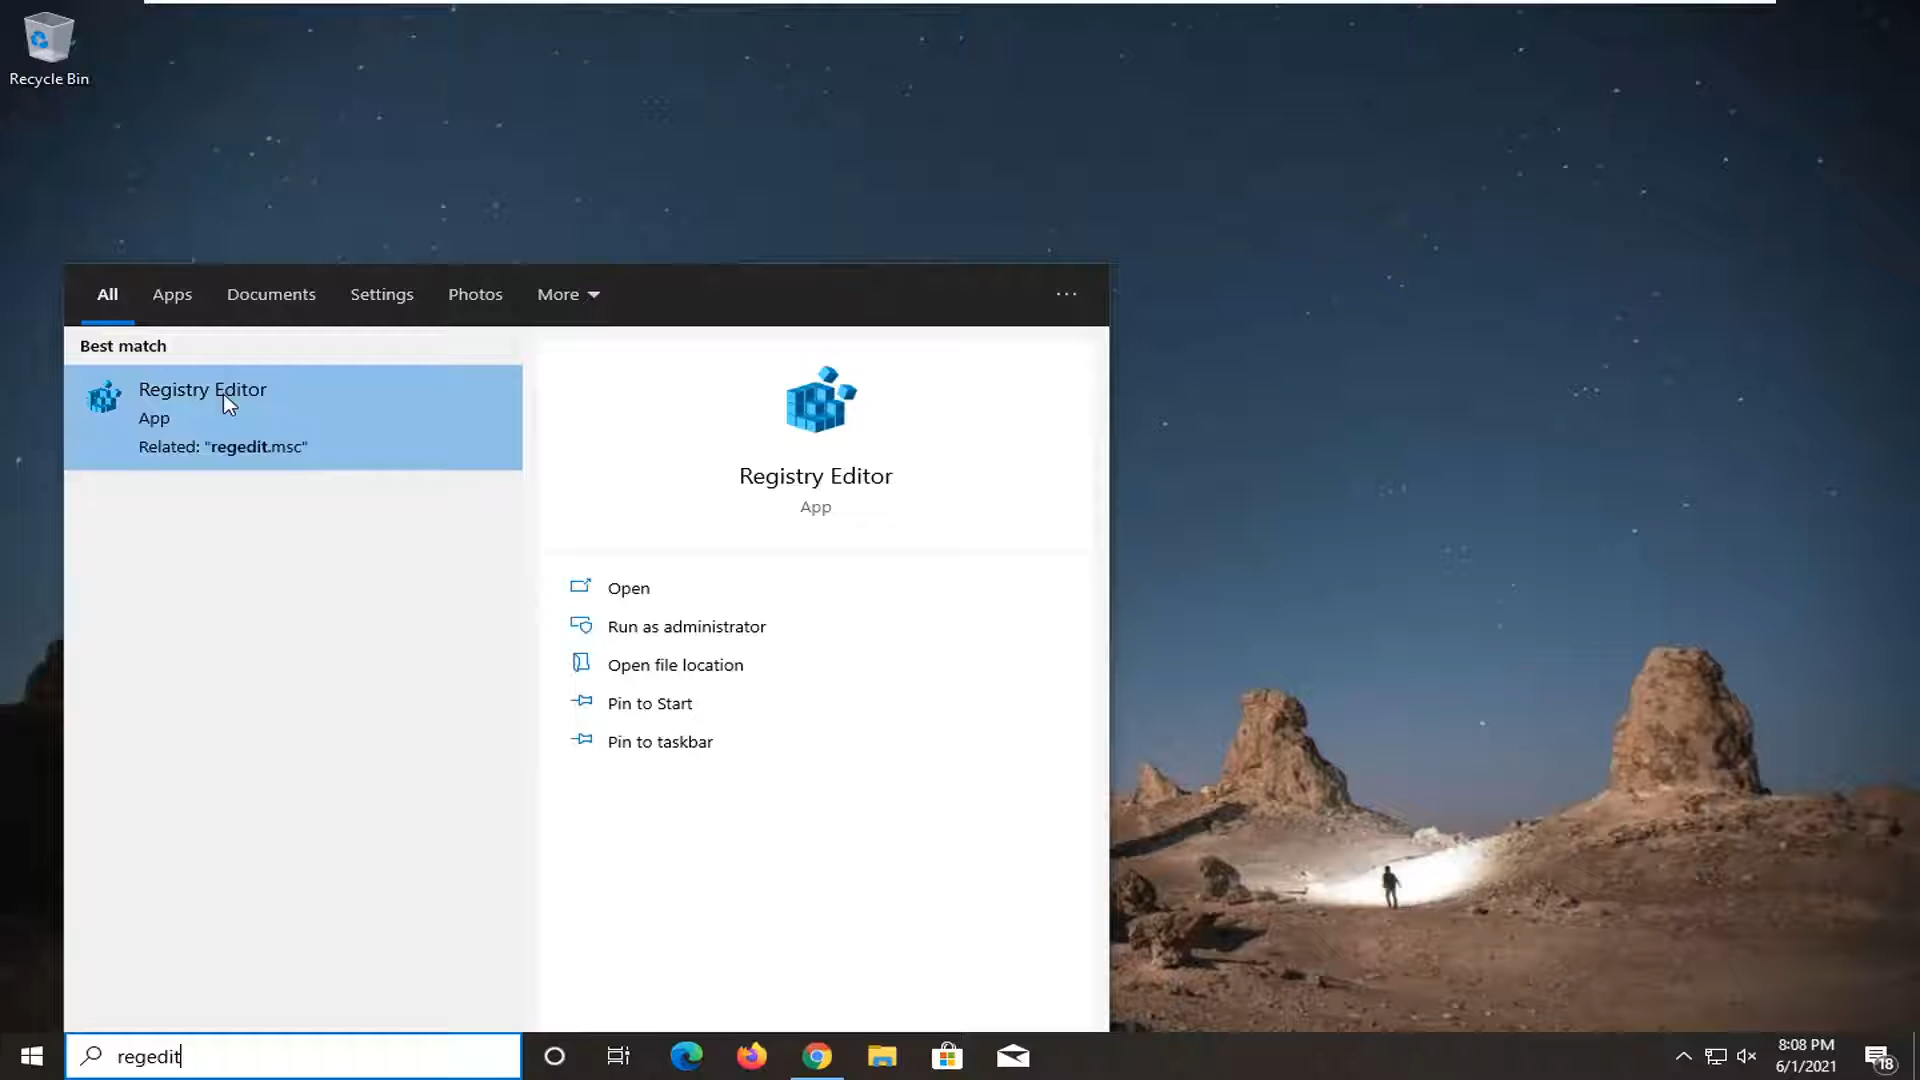 Recycle Bin
All Apps Documents Settings Photos More ...
Best match
Registry Editor
App
Related: "regedit.msc"
Registry Editor
App
Open
Run as administrator
Open file location
Pin to Start
Pin to taskbar
regedit
8:08 PM
6/1/2021
18